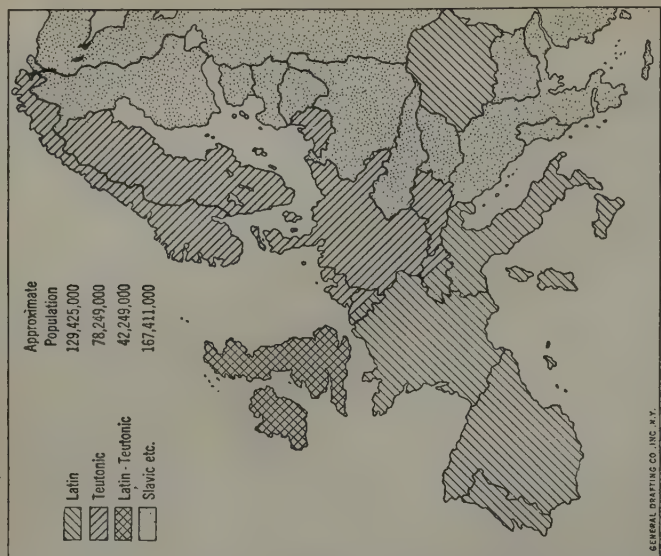 Approximate
Population
Latin 129,425,000
Teutonic 78,249,000
Latin - Teutonic 42,249,000
Slavic etc. 167,411,000
GENERAL DRAFTING CO., INC. N.Y.